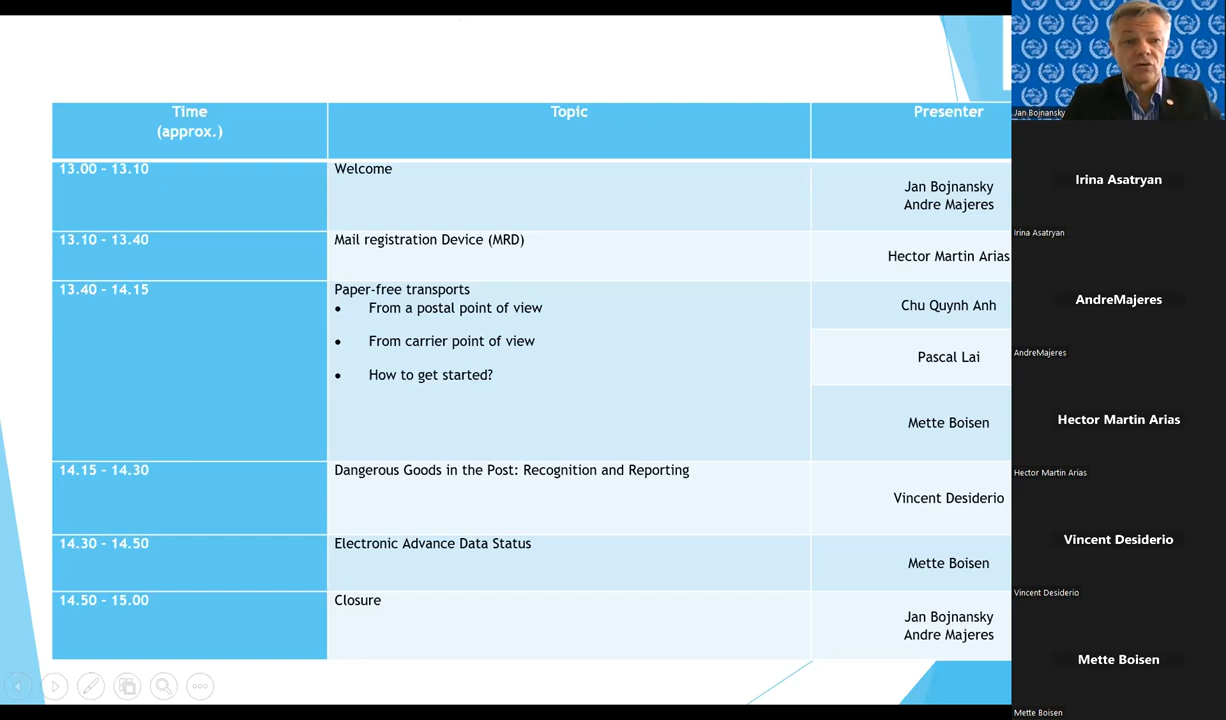 Time
(approx.)
Topic
Presenter
13.00 – 13.10
Welcome
Jan Bojnansky
Andre Majeres
13.10 – 13.40
Mail registration Device (MRD)
Hector Martin Arias
13.40 – 14.15
Paper-free transports
• From a postal point of view
• From carrier point of view
• How to get started?
Chu Quynh Anh
Pascal Lai
Mette Boisen
14.15 – 14.30
Dangerous Goods in the Post: Recognition and Reporting
Vincent Desiderio
14.30 – 14.50
Electronic Advance Data Status
Mette Boisen
14.50 – 15.00
Closure
Jan Bojnansky
Andre Majeres
Jan Bojnansky
Irina Asatryan
Irina Asatryan
AndreMajeres
AndreMajeres
Hector Martin Arias
Hector Martin Arias
Vincent Desiderio
Vincent Desiderio
Mette Boisen
Mette Boisen